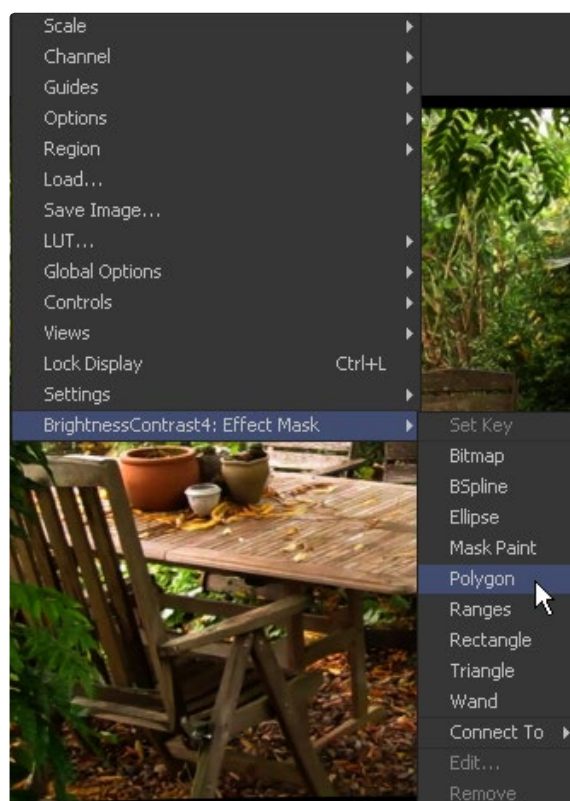 Scale
Channel
Guides
Options
Region
Load...
Save Image...
LUT...
Global Options
Controls
Views
Lock Display Ctrl+L
Settings
BrightnessContrast4: Effect Mask
Set Key
Bitmap
BSpline
Ellipse
Mask Paint
Polygon
Ranges
Rectangle
Triangle
Wand
Connect To
Edit...
Remove